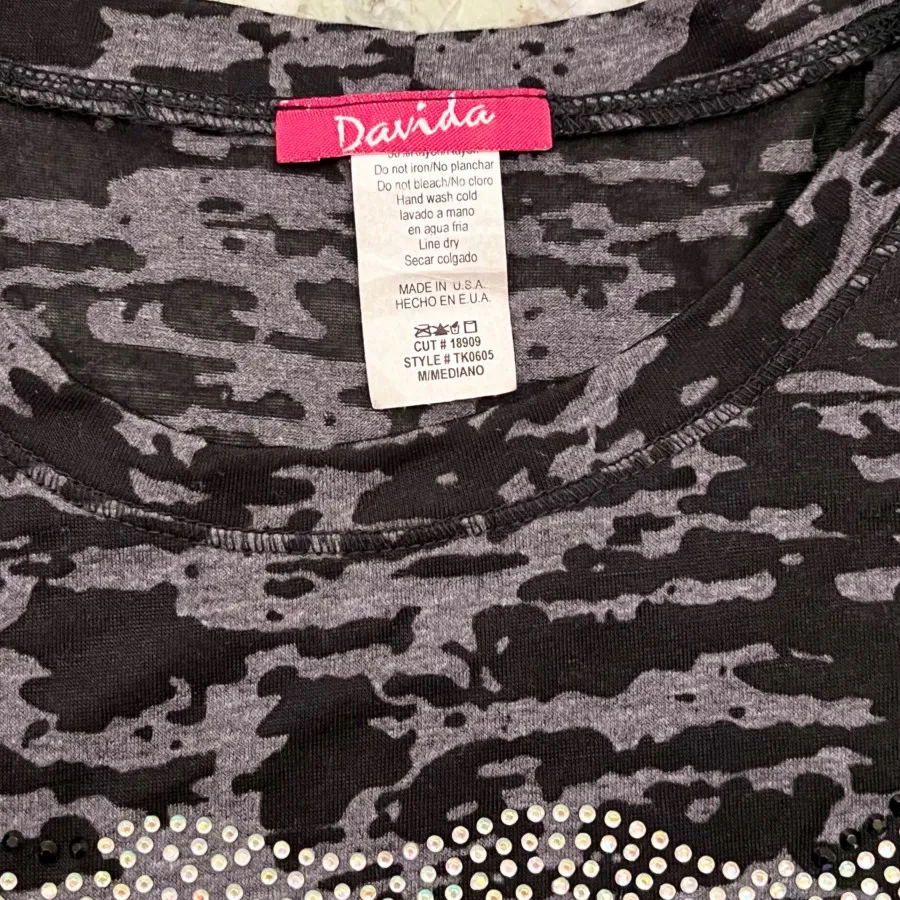 Davida
Do not iron/No planchar
Do not bleach/No cloro
Hand wash cold
lavado a mano
en agua fria
Line dry
Secar colgado
MADE IN U.S.A.
HECHO EN E.U.A.
CUT # 18909
STYLE # TK0605
M/MEDIANO